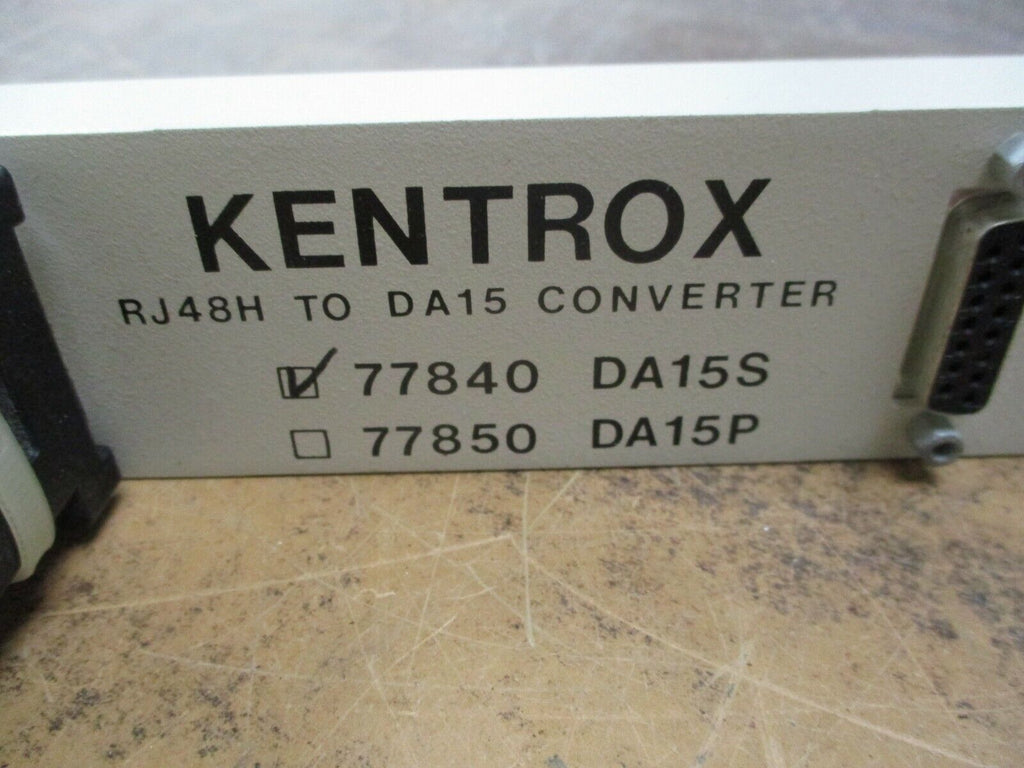 KENTROX
RJ48H TO DA15 CONVERTER
77840 DA15S
77850 DA15P